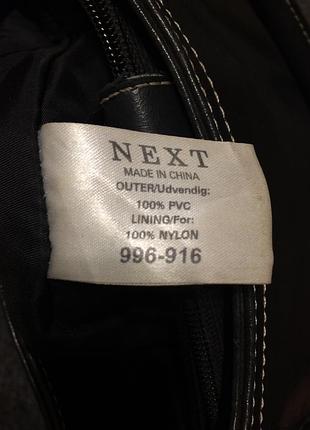 NEXT
MADE IN CHINA
OUTER/Udvendig:
100% PVC
LINING/For:
100% NYLON
996-916